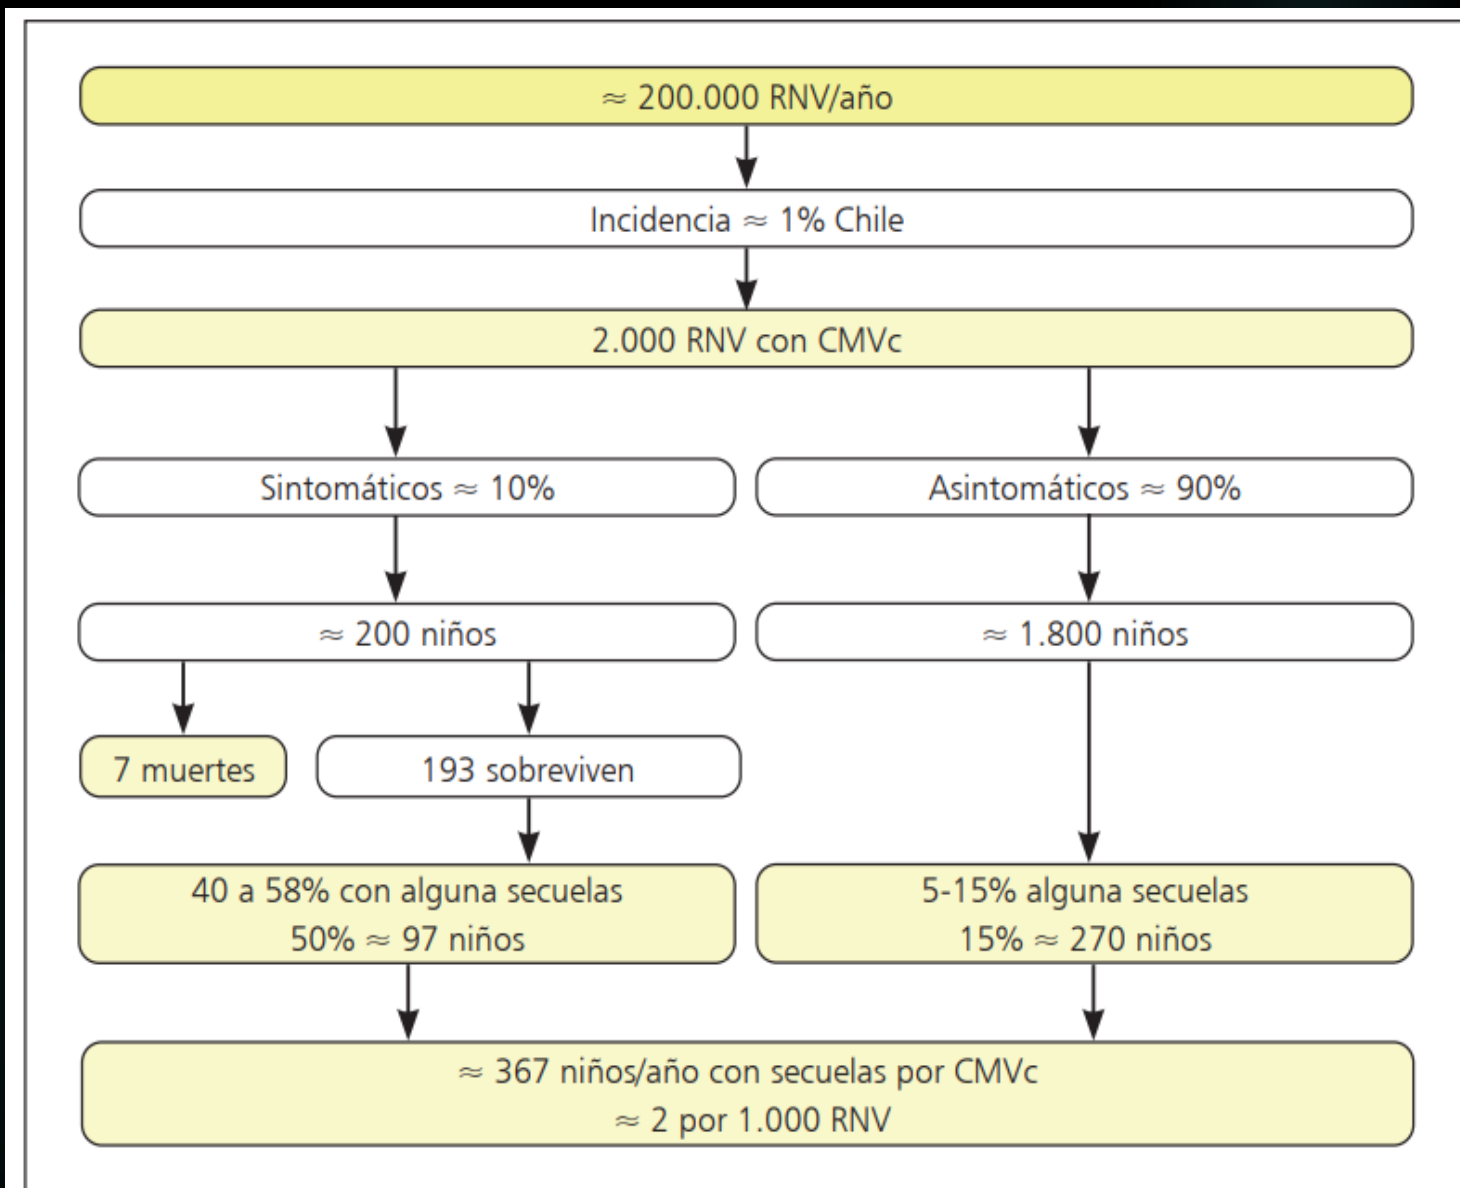 ≈ 200.000 RNV/año
Incidencia ≈ 1% Chile
2.000 RNV con CMVc
Sintomáticos ≈ 10%
Asintomáticos ≈ 90%
≈ 200 niños
≈ 1.800 niños
7 muertes
193 sobreviven
40 a 58% con alguna secuelas
50% ≈ 97 niños
5-15% alguna secuelas
15% ≈ 270 niños
≈ 367 niños/año con secuelas por CMVc
≈ 2 por 1.000 RNV